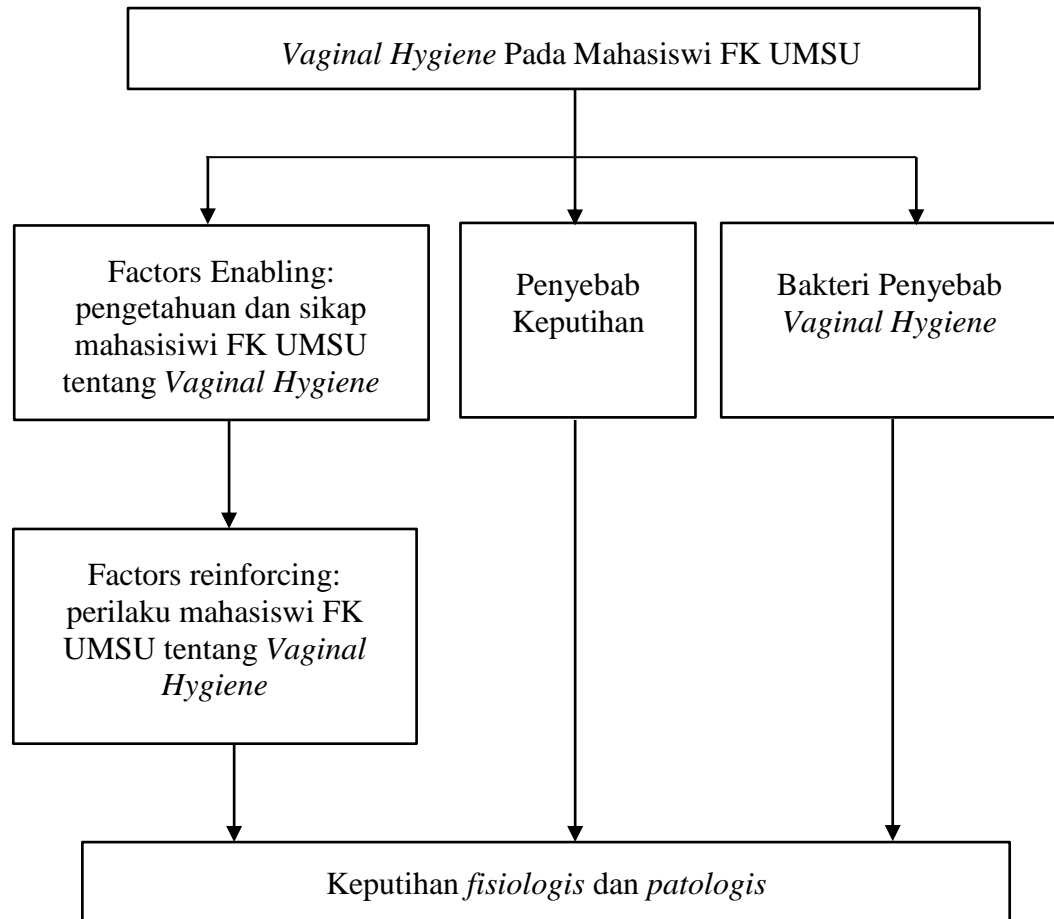 Vaginal Hygiene Pada Mahasiswi FK UMSU
Factors Enabling:
pengetahuan dan sikap
mahasisiwi FK UMSU
tentang Vaginal Hygiene
Penyebab
Keputihan
Bakteri Penyebab
Vaginal Hygiene
Factors reinforcing:
perilaku mahasiswi FK
UMSU tentang Vaginal
Hygiene
Keputihan fisiologis dan patologis